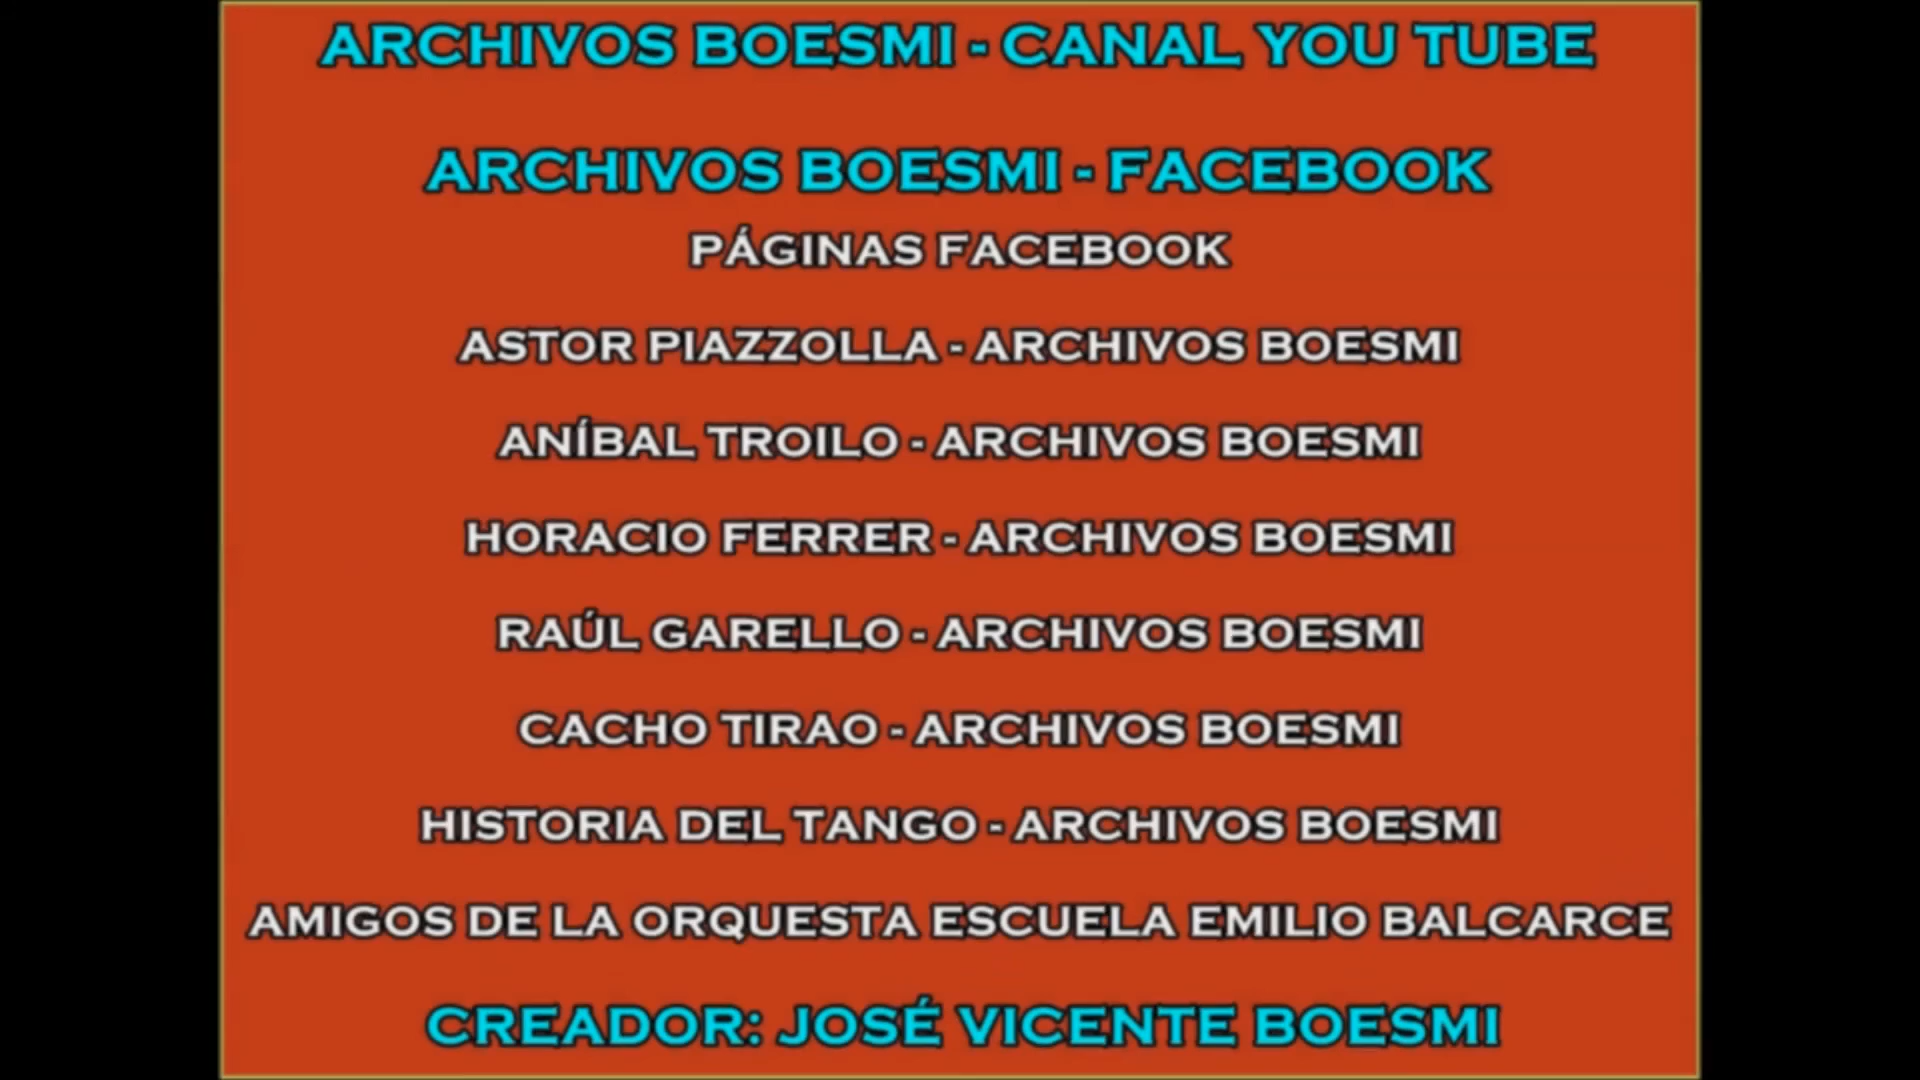 ARCHIVOS BOESMI - CANAL YOU TUBE
ARCHIVOS BOESMI - FACEBOOK
PÁGINAS FACEBOOK
ASTOR PIAZZOLLA - ARCHIVOS BOESMI
ANÍBAL TROILO - ARCHIVOS BOESMI
HORACIO FERRER - ARCHIVOS BOESMI
RAÚL GARELLO - ARCHIVOS BOESMI
CACHO TIRAO - ARCHIVOS BOESMI
HISTORIA DEL TANGO - ARCHIVOS BOESMI
AMIGOS DE LA ORQUESTA ESCUELA EMILIO BALCARCE
CREADOR: JOSÉ VICENTE BOESMI